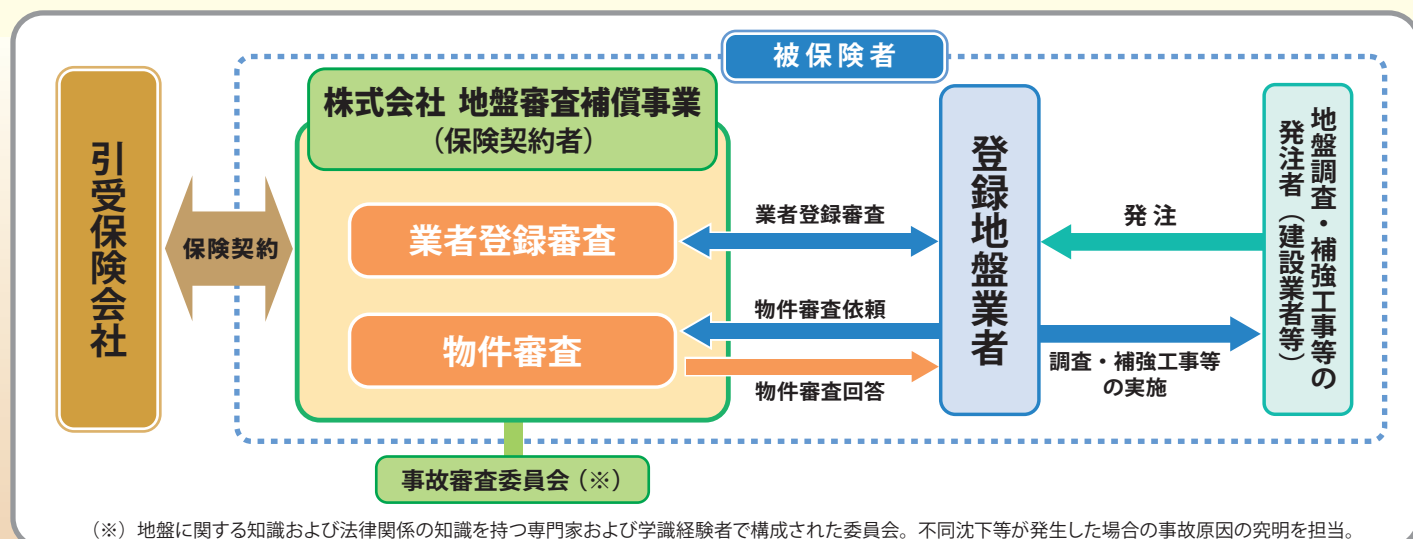 被保険者
引受保険会社
保険契約
株式会社 地盤審査補償事業
（保険契約者）
業者登録審査
物件審査
業者登録審査
物件審査依頼
物件審査回答
登録地盤業者
発注
調査・補強工事等
の実施
地盤調査・補強工事等の
発注者（建設業者等）
事故審査委員会（※）
（※）地盤に関する知識および法律関係の知識を持つ専門家および学識経験者で構成された委員会。不同沈下等が発生した場合の事故原因の究明を担当。